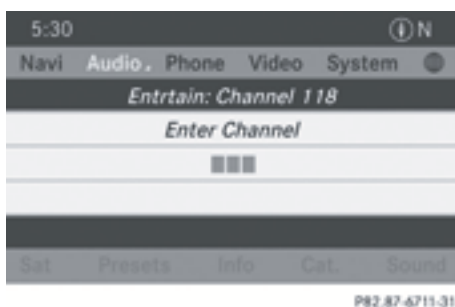 5:30 N
Navi Audio Phone Video System
Entrtain: Channel 118
Enter Channel
Sat Presets Info Cat. Sound
P82.87-6711-31